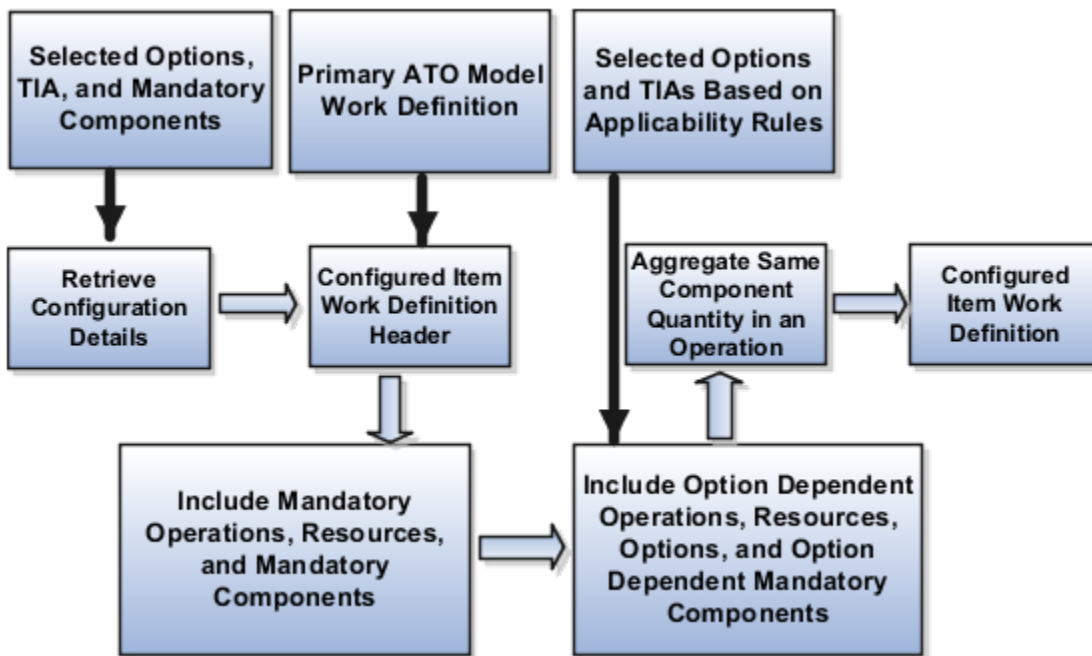 Selected Options,
TIA, and Mandatory
Components
Primary ATO Model
Work Definition
Selected Options
and TIAs Based on
Applicability Rules
Retrieve
Configuration
Details
Configured Item
Work Definition
Header
Aggregate Same
Component
Quantity in an
Operation
Configured
Item Work
Definition
Include Mandatory
Operations, Resources,
and Mandatory
Components
Include Option Dependent
Operations, Resources,
Options, and Option
Dependent Mandatory
Components